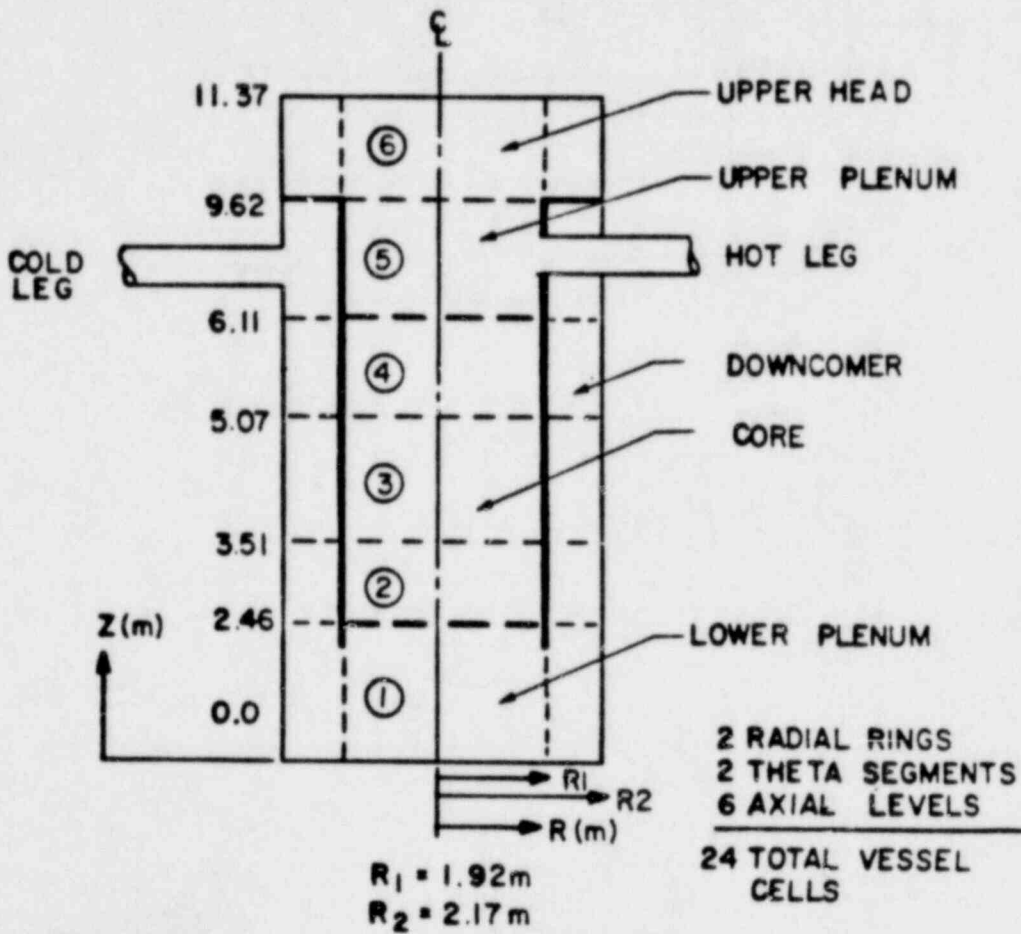 ℄
11.37
UPPER HEAD
⑥
9.62
UPPER PLENUM
COLD
LEG
⑤
HOT LEG
6.11
④
DOWNCOMER
5.07
CORE
③
3.51
②
2.46
Z(m)
LOWER PLENUM
①
0.0
R1
R2
R(m)
2 RADIAL RINGS
2 THETA SEGMENTS
6 AXIAL LEVELS
24 TOTAL VESSEL
CELLS
R₁ = 1.92m
R₂ = 2.17m